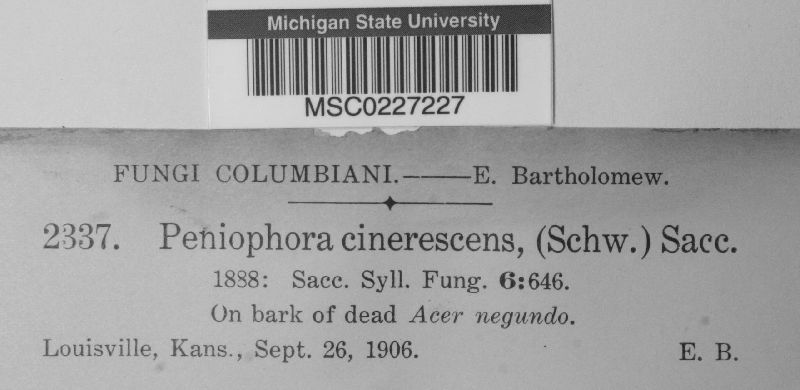 Michigan State University
MSC0227227
FUNGI COLUMBIANI.——E. Bartholomew.
2337. Peniophora cinerescens, (Schw.) Sacc.
1888: Sacc. Syll. Fung. 6:646.
On bark of dead Acer negundo.
Louisville, Kans., Sept. 26, 1906. E. B.